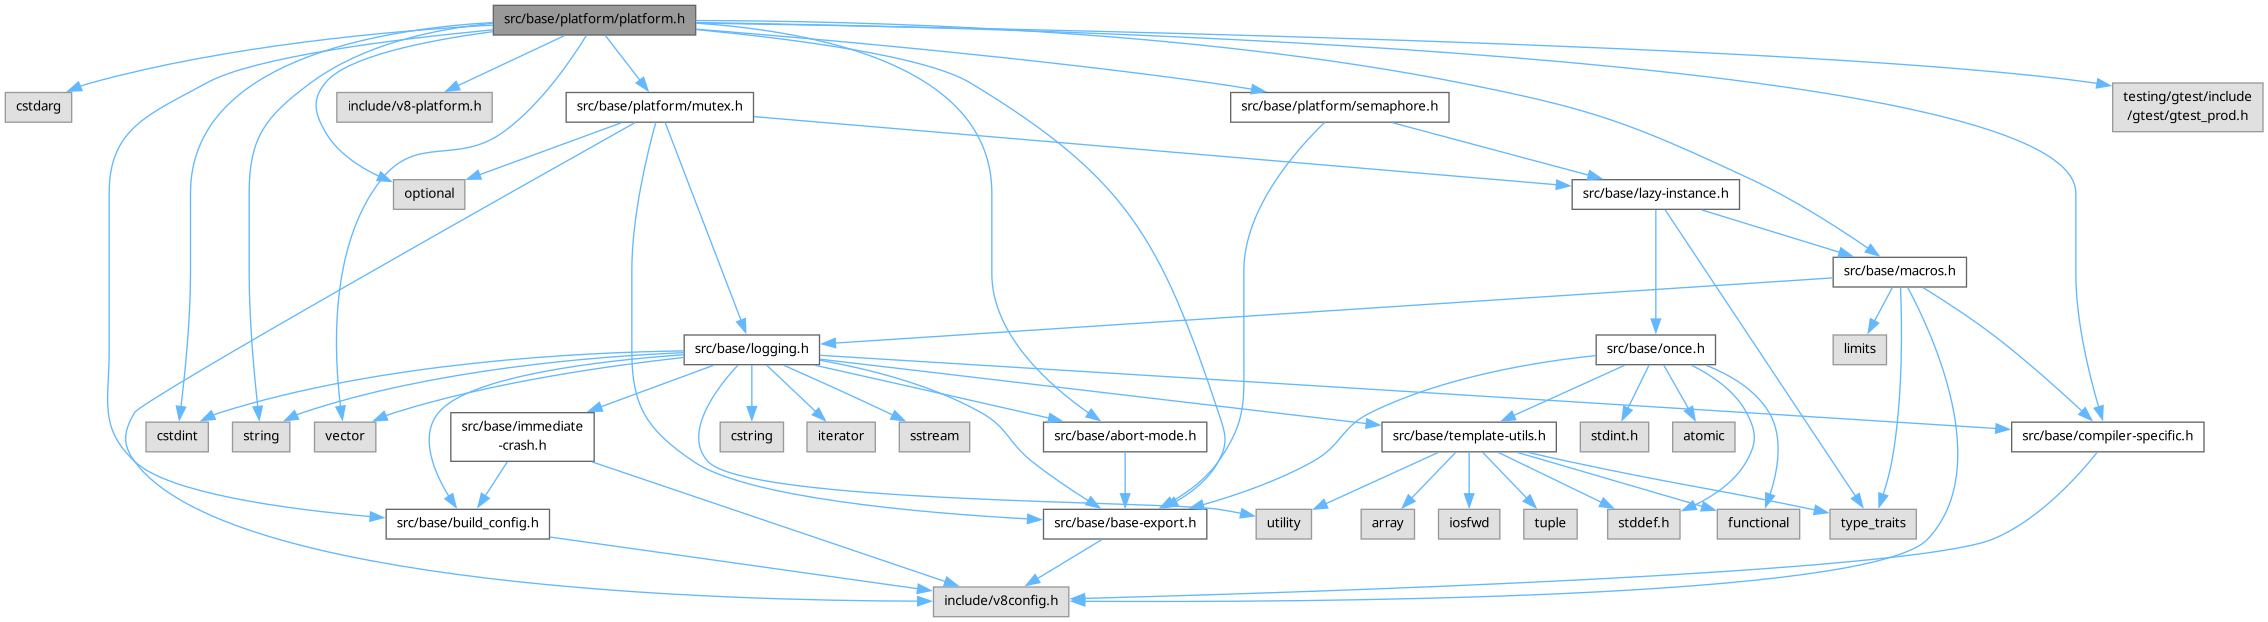 src/base/platform/platform.h
cstdarg
include/v8-platform.h
src/base/platform/mutex.h
src/base/platform/semaphore.h
testing/gtest/include
/gtest/gtest_prod.h
optional
src/base/lazy-instance.h
src/base/macros.h
src/base/logging.h
src/base/once.h
limits
cstdint
string
vector
src/base/immediate
-crash.h
cstring
iterator
sstream
src/base/abort-mode.h
src/base/template-utils.h
stdint.h
atomic
src/base/compiler-specific.h
src/base/build_config.h
src/base/base-export.h
utility
array
iosfwd
tuple
stddef.h
functional
type_traits
include/v8config.h